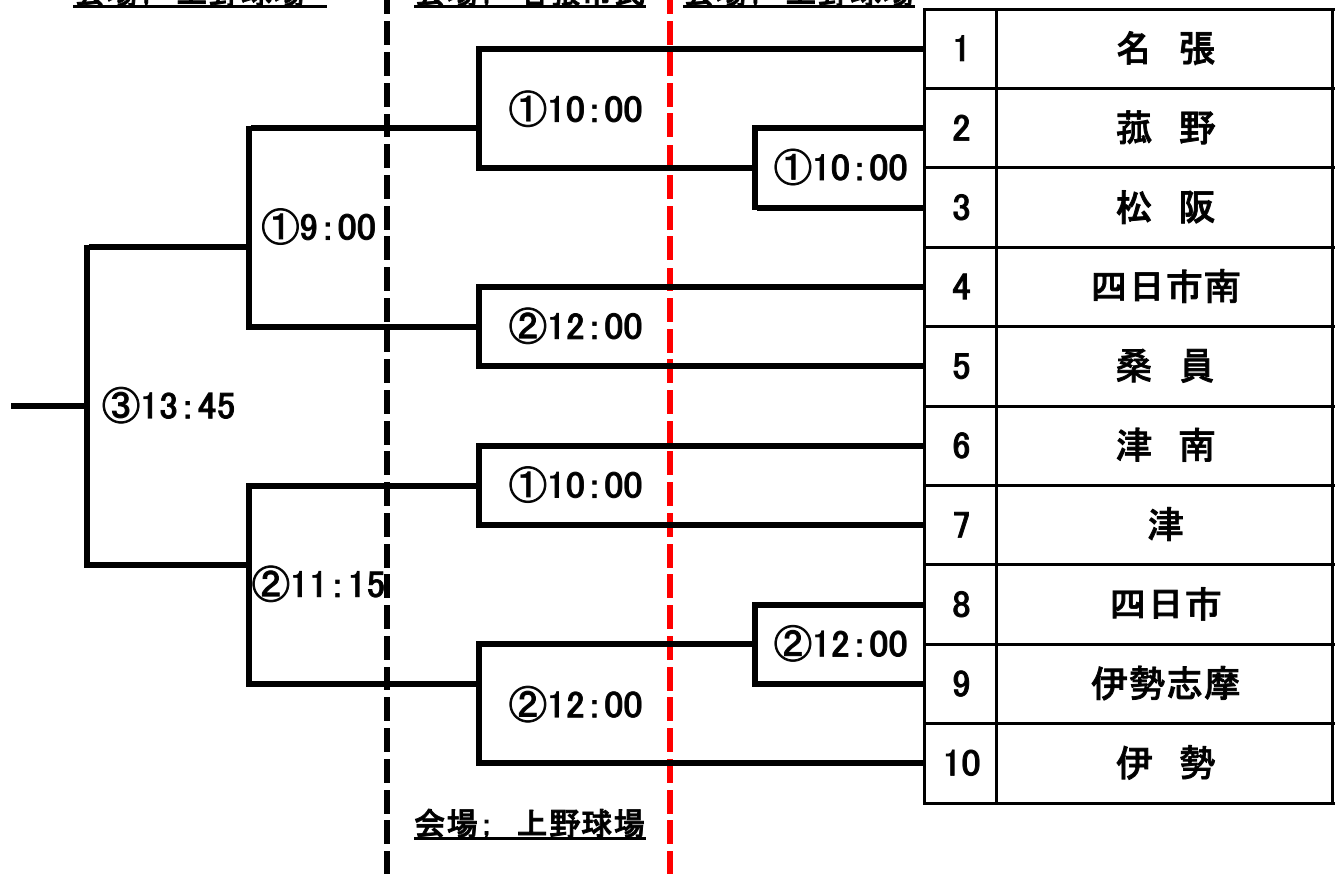 ①10:00
①10:00
①9:00
②12:00
③13:45
①10:00
②11:15
②12:00
②12:00
1 名 張
2 菰 野
3 松 阪
4 四日市南
5 桑 員
6 津 南
7 津
8 四日市
9 伊勢志摩
10 伊 勢
会場; 上野球場